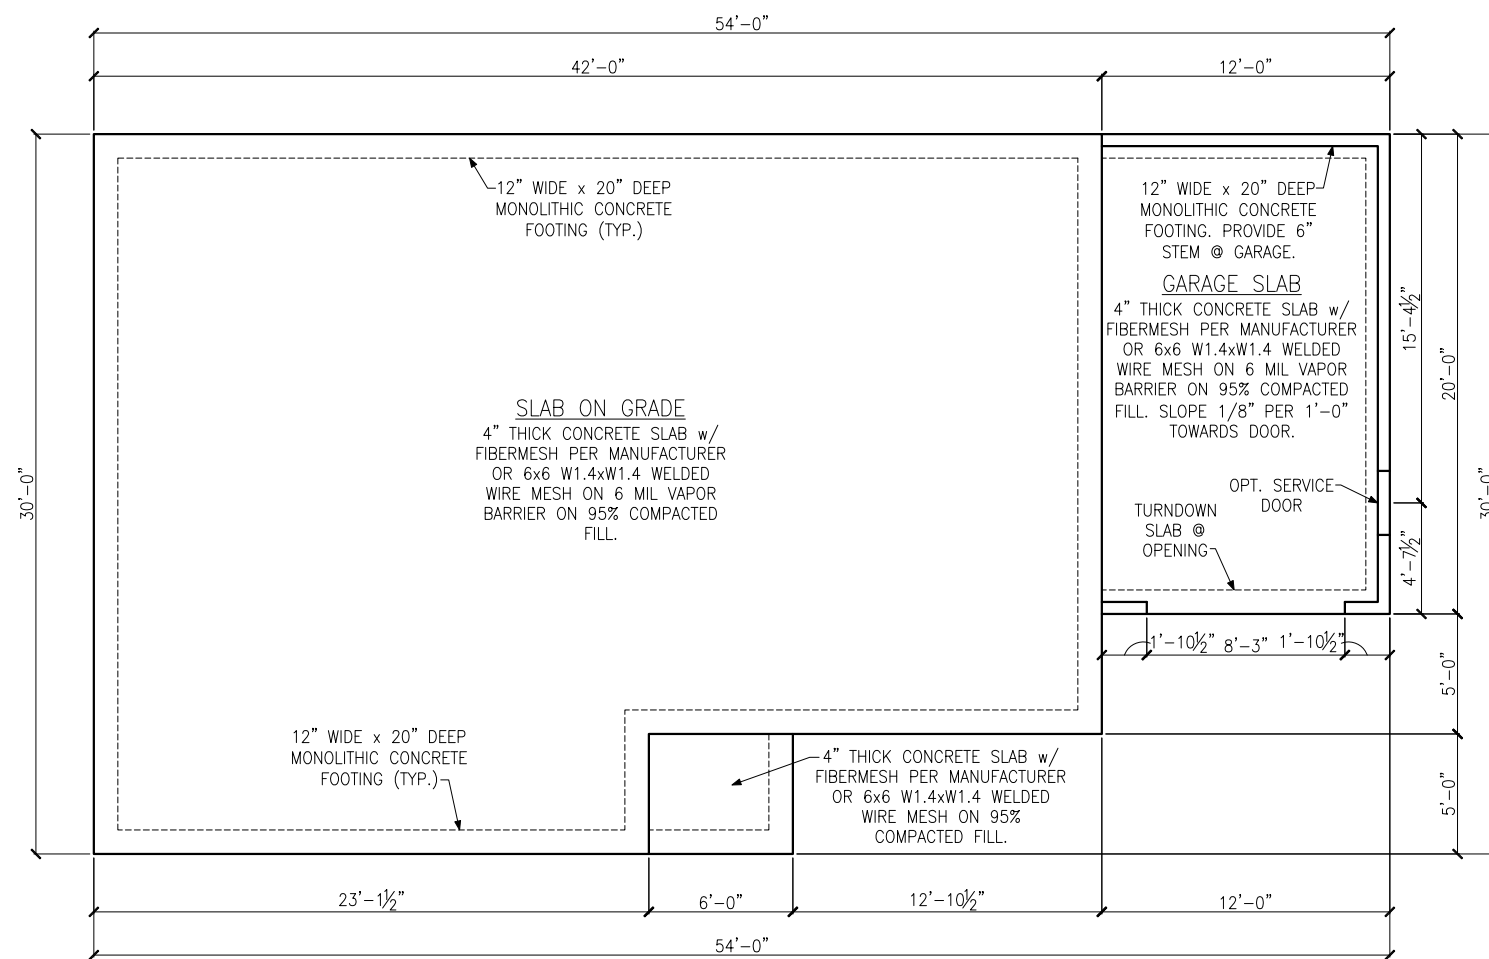 54'-0"
42'-0"
12'-0"
12" WIDE x 20" DEEP
MONOLITHIC CONCRETE
FOOTING (TYP.)
12" WIDE x 20" DEEP
MONOLITHIC CONCRETE
FOOTING. PROVIDE 6"
STEM @ GARAGE.
GARAGE SLAB
4" THICK CONCRETE SLAB w/
FIBERMESH PER MANUFACTURER
OR 6x6 W1.4xW1.4 WELDED
WIRE MESH ON 6 MIL VAPOR
BARRIER ON 95% COMPACTED
FILL. SLOPE 1/8" PER 1'-0"
TOWARDS DOOR.
15'-4½"
20'-0"
30'-0"
SLAB ON GRADE
4" THICK CONCRETE SLAB w/
FIBERMESH PER MANUFACTURER
OR 6x6 W1.4xW1.4 WELDED
WIRE MESH ON 6 MIL VAPOR
BARRIER ON 95% COMPACTED
FILL.
30'-0"
OPT. SERVICE
DOOR
TURNDOWN
SLAB @
OPENING
4'-7½"
1'-10½"
8'-3"
1'-10½"
5'-0"
12" WIDE x 20" DEEP
MONOLITHIC CONCRETE
FOOTING (TYP.)
4" THICK CONCRETE SLAB w/
FIBERMESH PER MANUFACTURER
OR 6x6 W1.4xW1.4 WELDED
WIRE MESH ON 95%
COMPACTED FILL.
5'-0"
23'-1½"
6'-0"
12'-10½"
12'-0"
54'-0"